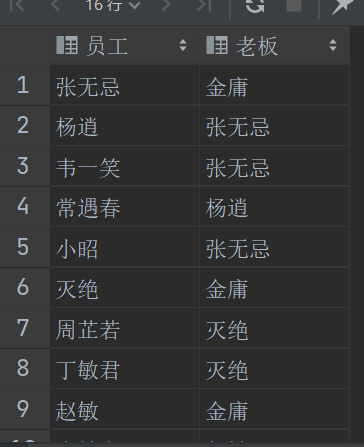 16 行
员工 老板
1 张无忌 金庸
2 杨逍 张无忌
3 韦一笑 张无忌
4 常遇春 杨逍
5 小昭 张无忌
6 灭绝 金庸
7 周芷若 灭绝
8 丁敏君 灭绝
9 赵敏 金庸